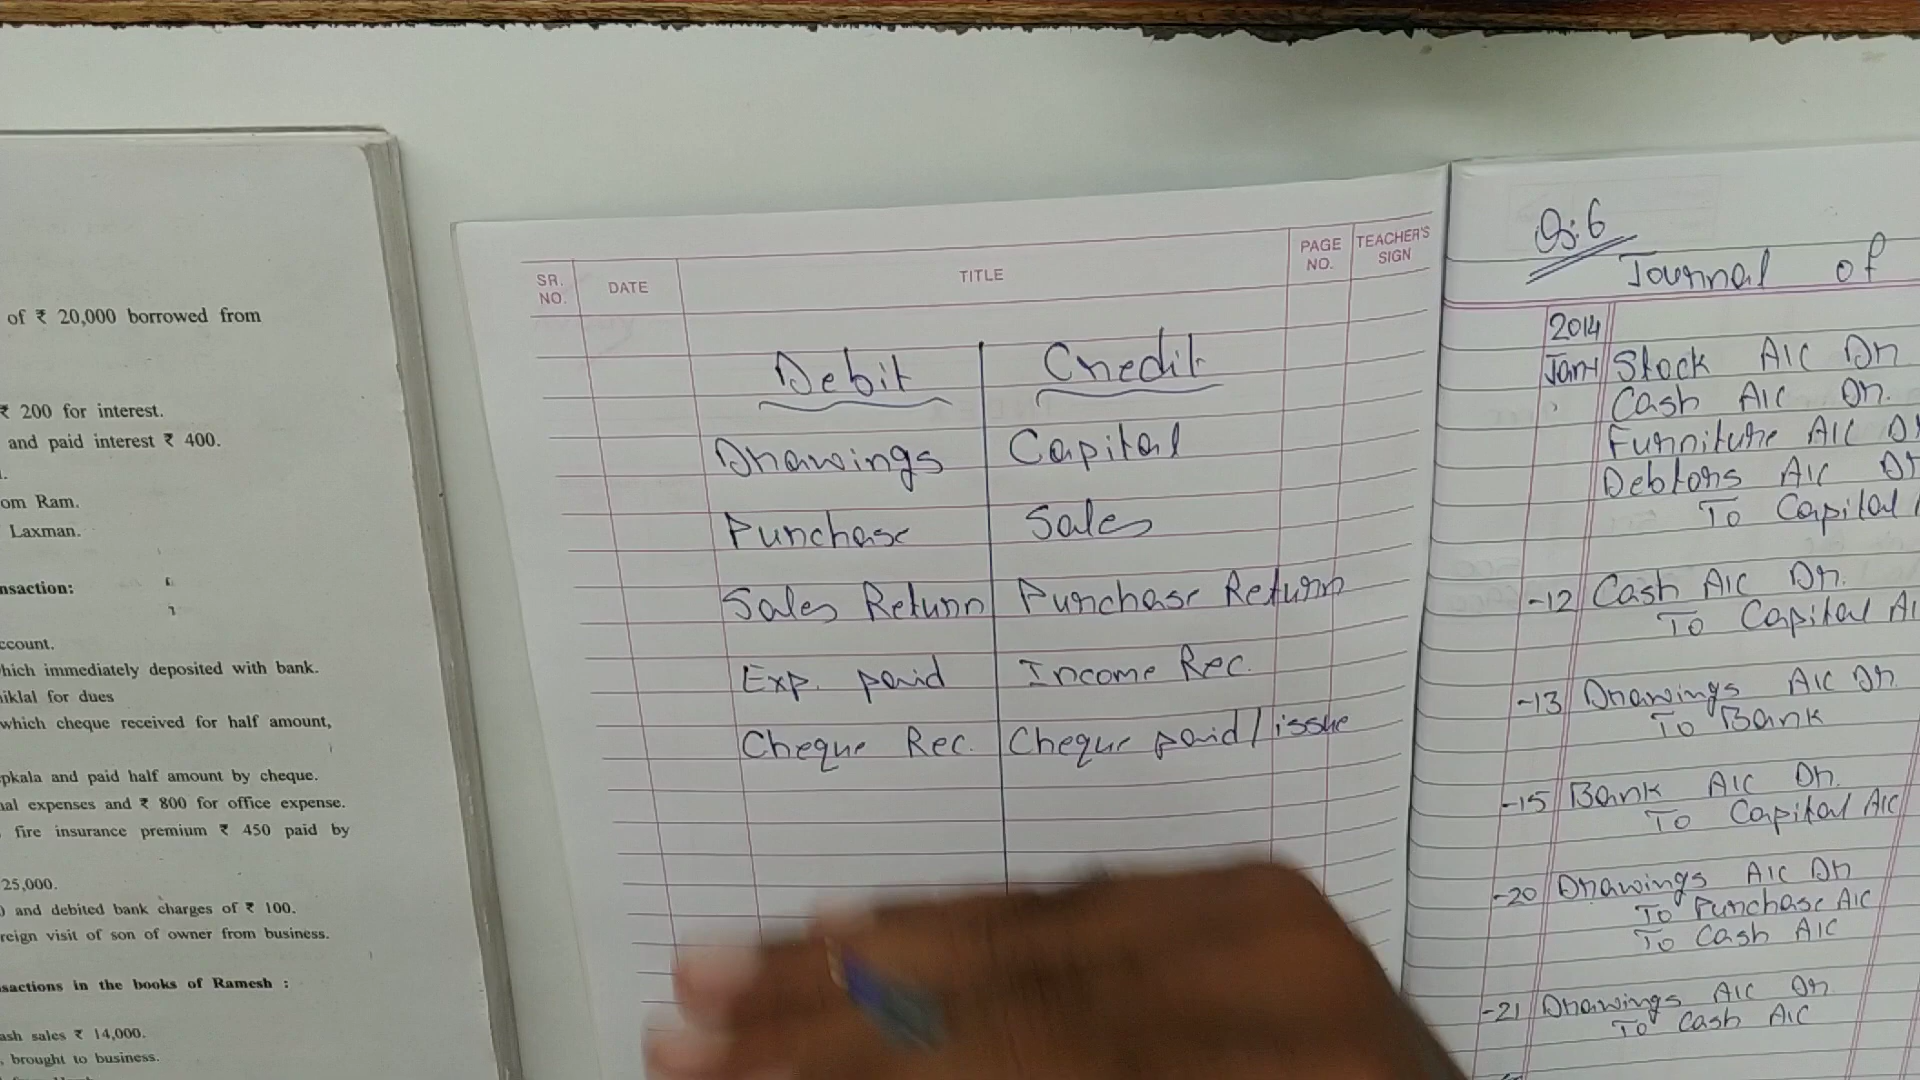 of ₹ 20,000 borrowed from
₹ 200 for interest.
and paid interest ₹ 400.
om Ram.
Laxman.
nsaction:
ccount.
hich immediately deposited with bank.
niklal for dues
which cheque received for half amount,
pkala and paid half amount by cheque.
nal expenses and ₹ 800 for office expense.
fire insurance premium ₹ 450 paid by
25,000.
) and debited bank charges of ₹ 100.
reign visit of son of owner from business.
sactions in the books of Ramesh :
ash sales ₹ 14,000.
, brought to business.
SR. NO. DATE TITLE PAGE NO. TEACHER'S SIGN
Debit Credit
Drawings Capital
Purchase Sales
Sales Return Purchase Return
Exp. paid Income Rec.
Cheque Rec. Cheque paid / issue
Q:6
Journal of
2014
Jan-1 Stock A/C Dr
Cash A/C Dr.
Furniture A/C Dr
Debtors A/C Dr
To Capital
-12 Cash A/C Dr.
To Capital A/
-13 Drawings A/C Dr
To Bank
-15 Bank A/C Dr.
To Capital A/C
-20 Drawings A/C Dr
To Purchase A/C
To Cash A/C
-21 Drawings A/C Dr
To Cash A/C